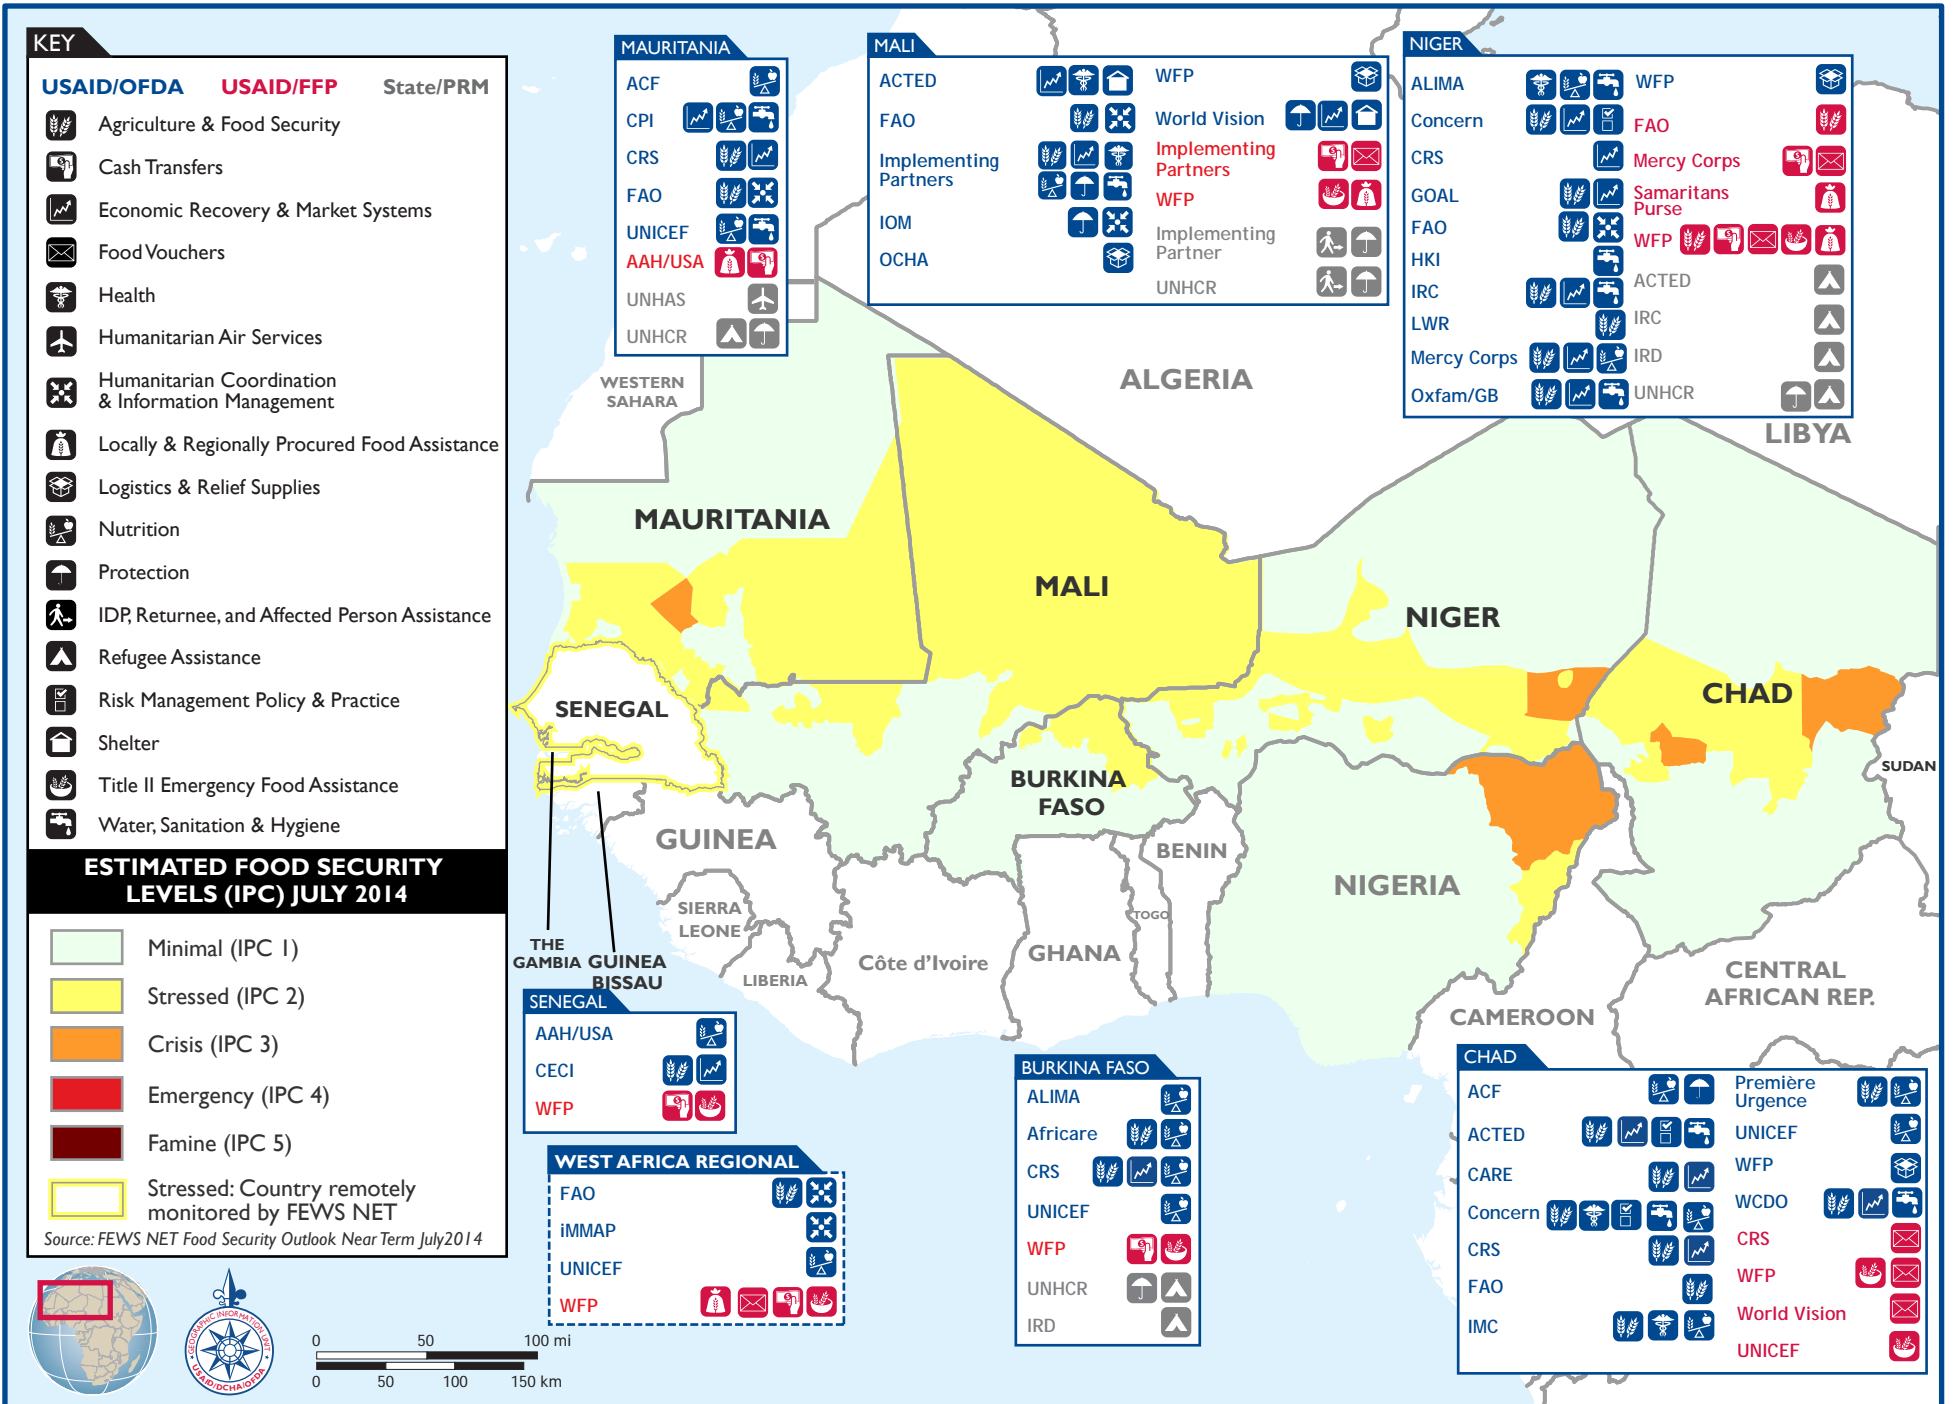 KEY
USAID/OFDA USAID/FFP State/PRM
Agriculture & Food Security
Cash Transfers
Economic Recovery & Market Systems
Food Vouchers
Health
Humanitarian Air Services
Humanitarian Coordination
& Information Management
Locally & Regionally Procured Food Assistance
Logistics & Relief Supplies
Nutrition
Protection
IDP, Returnee, and Affected Person Assistance
Refugee Assistance
Risk Management Policy & Practice
Shelter
Title II Emergency Food Assistance
Water, Sanitation & Hygiene
ESTIMATED FOOD SECURITY
LEVELS (IPC) JULY 2014
Minimal (IPC 1)
Stressed (IPC 2)
Crisis (IPC 3)
Emergency (IPC 4)
Famine (IPC 5)
Stressed: Country remotely
monitored by FEWS NET
Source: FEWS NET Food Security Outlook Near Term July2014
GEOGRAPHIC INFORMATION UNIT
USAID/DCHA/OFDA
0 50 100 mi
0 50 100 150 km
MAURITANIA
ACF
CPI
CRS
FAO
UNICEF
AAH/USA
UNHAS
UNHCR
MALI
ACTED
FAO
Implementing
Partners
IOM
OCHA
WFP
World Vision
Implementing
Partners
WFP
Implementing
Partner
UNHCR
NIGER
ALIMA
Concern
CRS
GOAL
FAO
HKI
IRC
LWR
Mercy Corps
Oxfam/GB
WFP
FAO
Mercy Corps
Samaritans
Purse
WFP
ACTED
IRC
IRD
UNHCR
WESTERN
SAHARA
ALGERIA
LIBYA
MAURITANIA
MALI
NIGER
CHAD
SENEGAL
BURKINA
FASO
SUDAN
GUINEA
BENIN
NIGERIA
SIERRA
LEONE
TOGO
GHANA
THE
GAMBIA
GUINEA
BISSAU
LIBERIA
Côte d'Ivoire
CENTRAL
AFRICAN REP.
CAMEROON
SENEGAL
AAH/USA
CECI
WFP
WEST AFRICA REGIONAL
FAO
iMMAP
UNICEF
WFP
BURKINA FASO
ALIMA
Africare
CRS
UNICEF
WFP
UNHCR
IRD
CHAD
ACF
ACTED
CARE
Concern
CRS
FAO
IMC
Première
Urgence
UNICEF
WFP
WCDO
CRS
WFP
World Vision
UNICEF